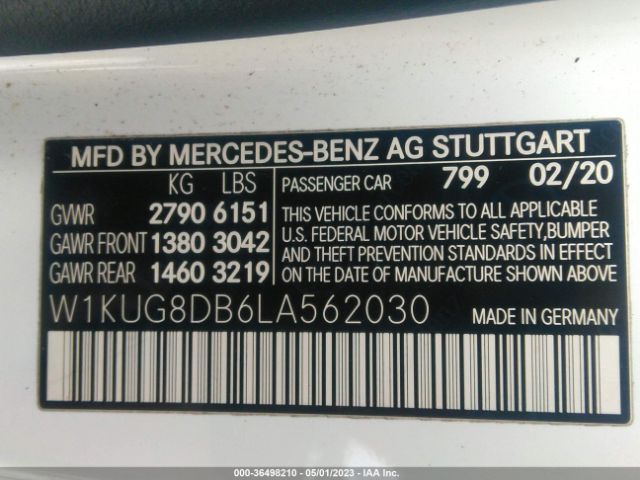 MFD BY MERCEDES-BENZ AG STUTTGART
KG LBS
GVWR 2790 6151
GAWR FRONT 1380 3042
GAWR REAR 1460 3219
PASSENGER CAR 799 02/20
THIS VEHICLE CONFORMS TO ALL APPLICABLE
U.S. FEDERAL MOTOR VEHICLE SAFETY,BUMPER
AND THEFT PREVENTION STANDARDS IN EFFECT
ON THE DATE OF MANUFACTURE SHOWN ABOVE
W1KUG8DB6LA562030
MADE IN GERMANY
000-36498210 - 05/01/2023 - IAAI.com